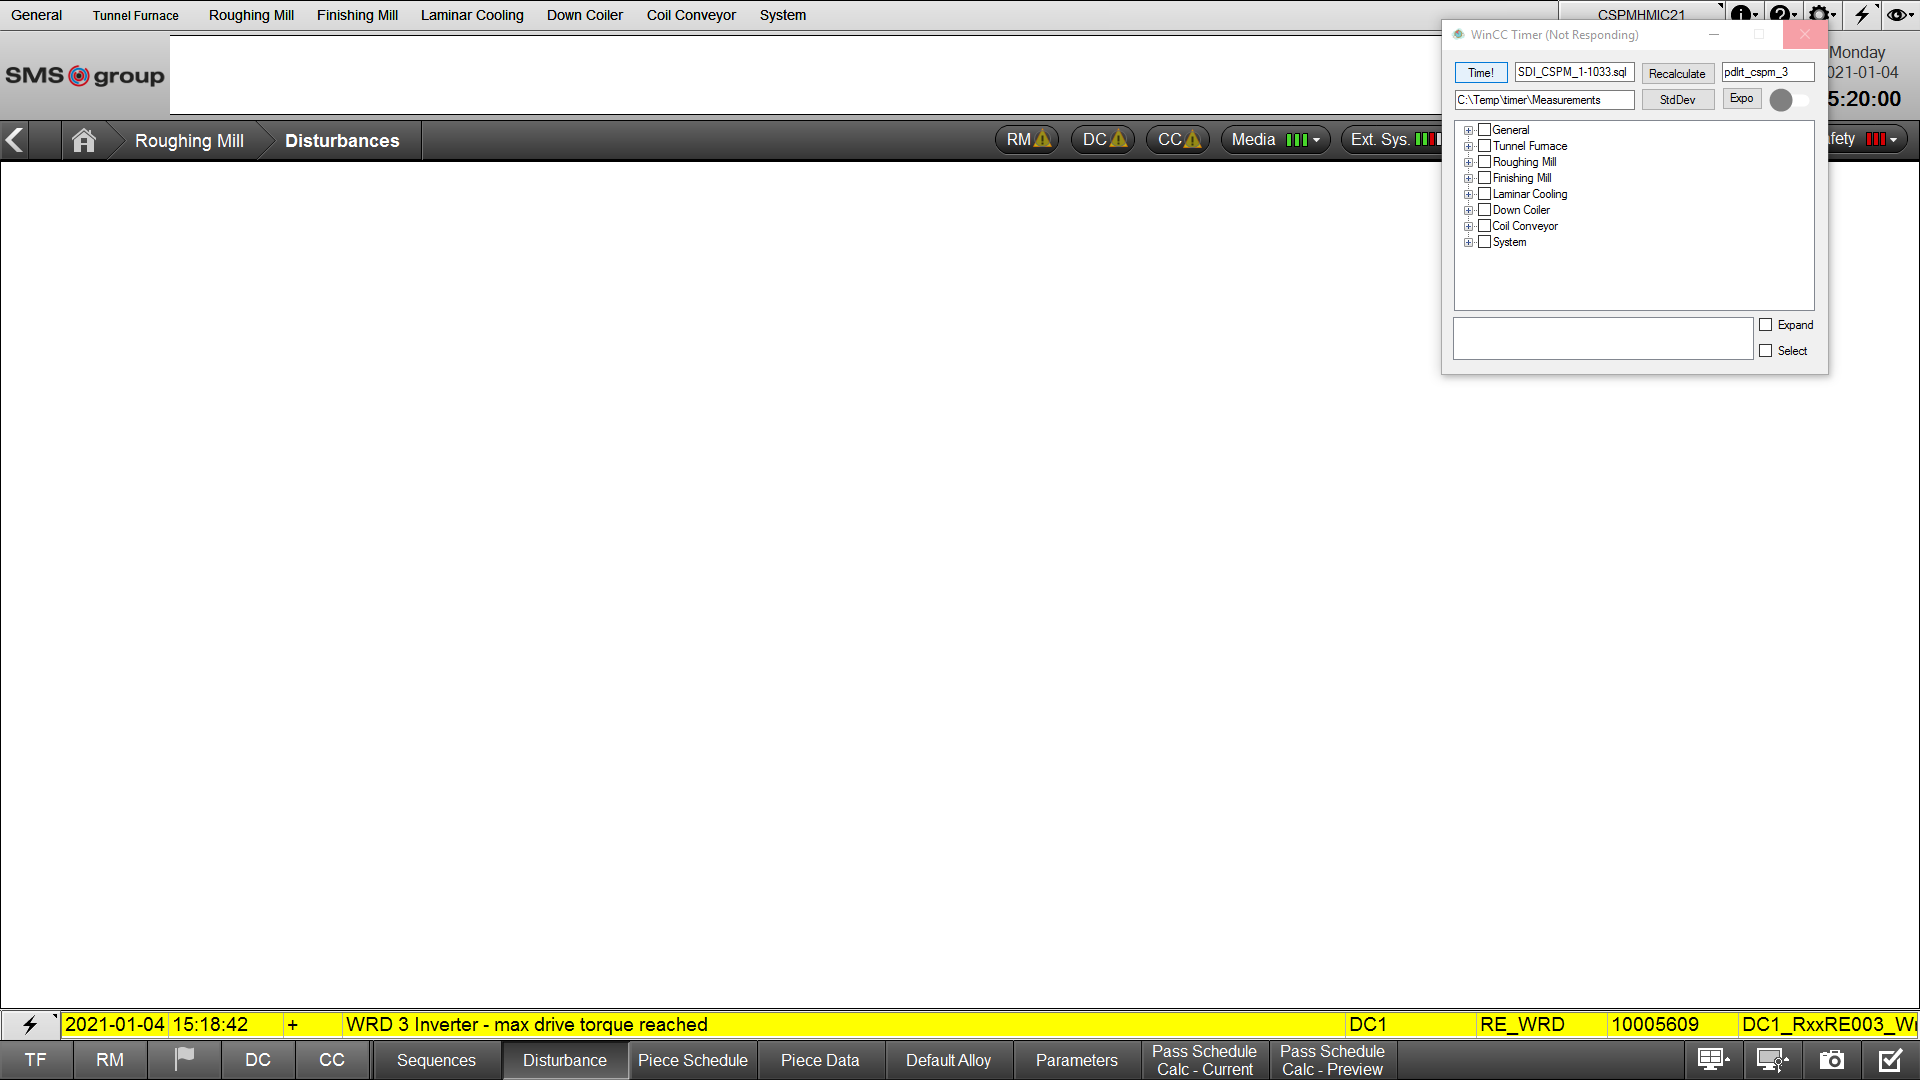 General Tunnel Furnace Roughing Mill Finishing Mill Laminar Cooling Down Coiler Coil Conveyor System CSPMHMIC21
SMS group
WinCC Timer (Not Responding)
Monday
021-01-04
5:20:00
Time! SDI_CSPM_1-1033.sql Recalculate pdlrt_cspm_3
C:\Temp\timer\Measurements StdDev Expo
Roughing Mill Disturbances RM DC CC Media Ext. Sys. fety
General
Tunnel Furnace
Roughing Mill
Finishing Mill
Laminar Cooling
Down Coiler
Coil Conveyor
System
Expand
Select
2021-01-04 15:18:42 + WRD 3 Inverter - max drive torque reached DC1 RE_WRD 10005609 DC1_RxxRE003_Wr
TF RM DC CC Sequences Disturbance Piece Schedule Piece Data Default Alloy Parameters Pass Schedule Calc - Current Pass Schedule Calc - Preview